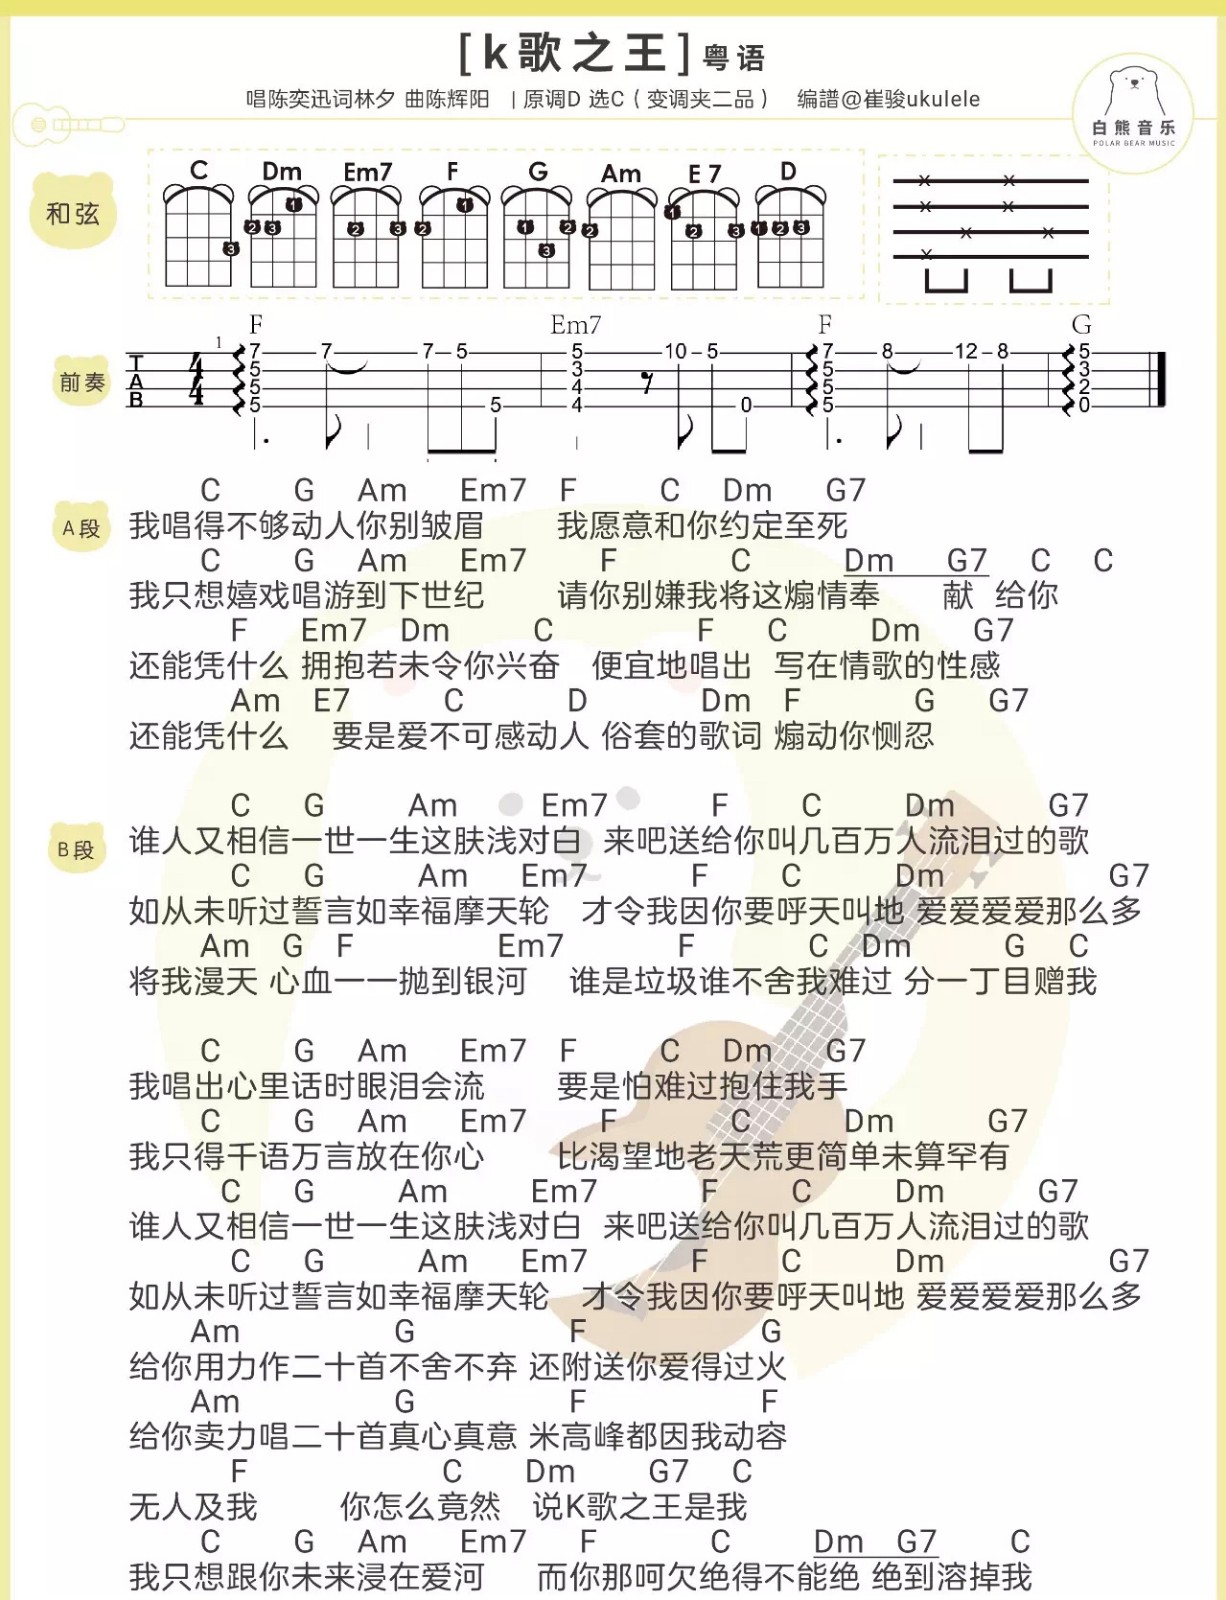 [k歌之王]粤语
唱陈奕迅词林夕 曲陈辉阳 | 原调D 选C（变调夹二品） 编譜@崔骏ukulele
白熊音乐
POLAR BEAR MUSIC
和弦
C Dm Em7 F G Am E 7 D
3 2 3 1 2 3 2 1 1 3 2 2 1 2 3 1 2 3
F Em7 F G
前奏
1
TAB
4
4
7 7 7 5 5 10 5 7 8 12 8 5
5 3 5 3
5 4 5 2
5 5 4 0 5 0
C G Am Em7 F C Dm G7
A段
我唱得不够动人你别皱眉 我愿意和你约定至死
C G Am Em7 F C Dm G7 C C
我只想嬉戏唱游到下世纪 请你别嫌我将这煽情奉 献 给你
F Em7 Dm C F C Dm G7
还能凭什么 拥抱若未令你兴奋 便宜地唱出 写在情歌的性感
Am E7 C D Dm F G G7
还能凭什么 要是爱不可感动人 俗套的歌词 煽动你恻忍
C G Am Em7 F C Dm G7
B段
谁人又相信一世一生这肤浅对白 来吧送给你叫几百万人流泪过的歌
C G Am Em7 F C Dm G7
如从未听过誓言如幸福摩天轮 才令我因你要呼天叫地 爱爱爱爱那么多
Am G F Em7 F C Dm G C
将我漫天 心血一一抛到银河 谁是垃圾谁不舍我难过 分一丁目赠我
C G Am Em7 F C Dm G7
我唱出心里话时眼泪会流 要是怕难过抱住我手
C G Am Em7 F C Dm G7
我只得千语万言放在你心 比渴望地老天荒更简单未算罕有
C G Am Em7 F C Dm G7
谁人又相信一世一生这肤浅对白 来吧送给你叫几百万人流泪过的歌
C G Am Em7 F C Dm G7
如从未听过誓言如幸福摩天轮 才令我因你要呼天叫地 爱爱爱爱那么多
Am G F G
给你用力作二十首不舍不弃 还附送你爱得过火
Am G F F
给你卖力唱二十首真心真意 米高峰都因我动容
F C Dm G7 C
无人及我 你怎么竟然 说K歌之王是我
C G Am Em7 F C Dm G7 C
我只想跟你未来浸在爱河 而你那呵欠绝得不能绝 绝到溶掉我